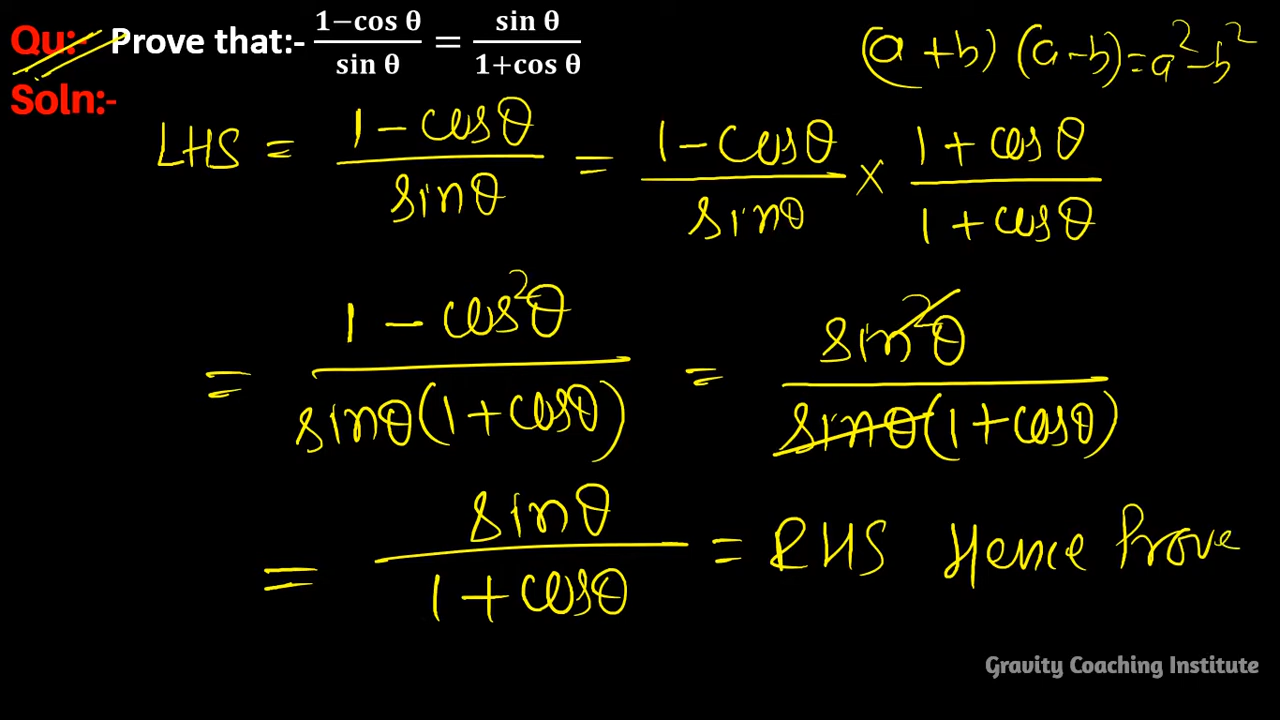 Qu:- Prove that:- (1−cos θ)/(sin θ) = (sin θ)/(1+cos θ)
(a + b) (a − b) = a² − b²
Soln:-
LHS = (1 − cosθ)/(sinθ) = (1 − cosθ)/(sinθ) × (1 + cosθ)/(1 + cosθ)
= (1 − cos²θ)/(sinθ(1 + cosθ)) = (sin²θ)/(sinθ(1 + cosθ))
= (sinθ)/(1 + cosθ) = RHS Hence Prove
Gravity Coaching Institute